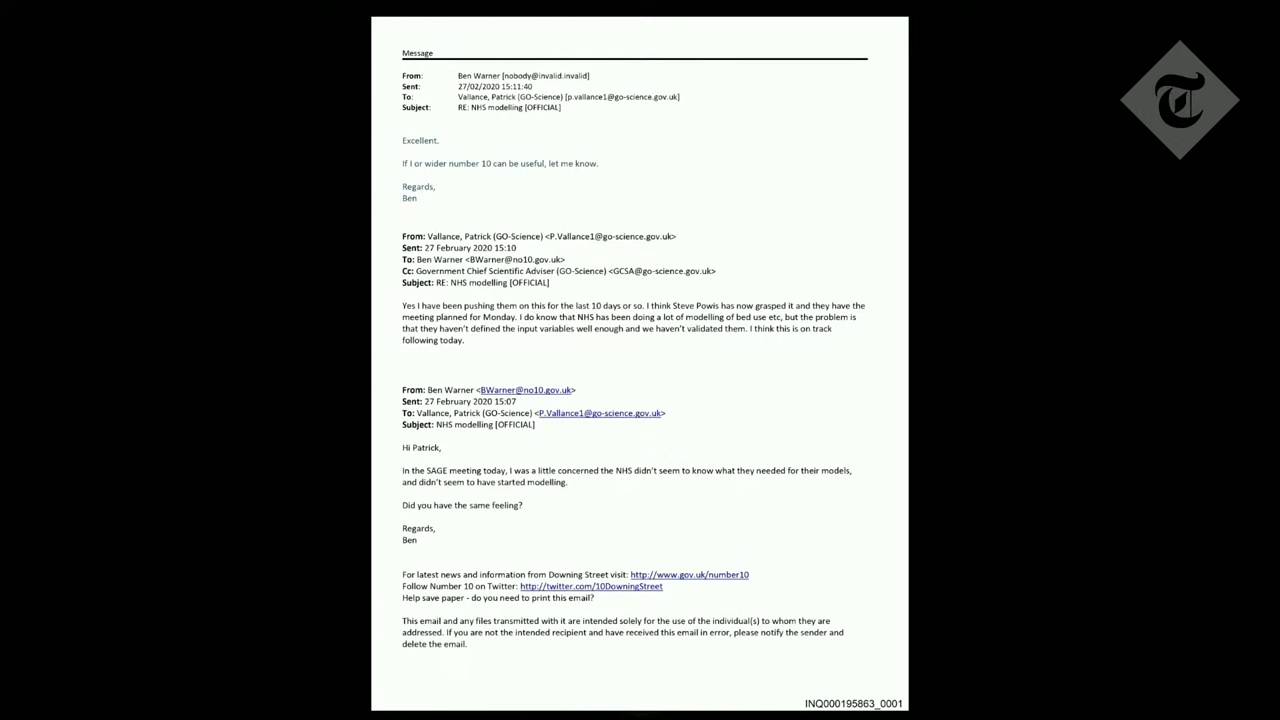 Message
From: Ben Warner [nobody@invalid.invalid]
Sent: 27/02/2020 15:11:40
To: Vallance, Patrick (GO-Science) [p.vallance1@go-science.gov.uk]
Subject: RE: NHS modelling [OFFICIAL]
Excellent.
If I or wider number 10 can be useful, let me know.
Regards,
Ben
From: Vallance, Patrick (GO-Science) <P.Vallance1@go-science.gov.uk>
Sent: 27 February 2020 15:10
To: Ben Warner <BWarner@no10.gov.uk>
Cc: Government Chief Scientific Adviser (GO-Science) <GCSA@go-science.gov.uk>
Subject: RE: NHS modelling [OFFICIAL]
Yes I have been pushing them on this for the last 10 days or so. I think Steve Powis has now grasped it and they have the
meeting planned for Monday. I do know that NHS has been doing a lot of modelling of bed use etc, but the problem is
that they haven't defined the input variables well enough and we haven't validated them. I think this is on track
following today.
From: Ben Warner <BWarner@no10.gov.uk>
Sent: 27 February 2020 15:07
To: Vallance, Patrick (GO-Science) <P.Vallance1@go-science.gov.uk>
Subject: NHS modelling [OFFICIAL]
Hi Patrick,
In the SAGE meeting today, I was a little concerned the NHS didn't seem to know what they needed for their models,
and didn't seem to have started modelling.
Did you have the same feeling?
Regards,
Ben
For latest news and information from Downing Street visit: http://www.gov.uk/number10
Follow Number 10 on Twitter: http://twitter.com/10DowningStreet
Help save paper - do you need to print this email?
This email and any files transmitted with it are intended solely for the use of the individual(s) to whom they are
addressed. If you are not the intended recipient and have received this email in error, please notify the sender and
delete the email.
INQ000195863_0001
T